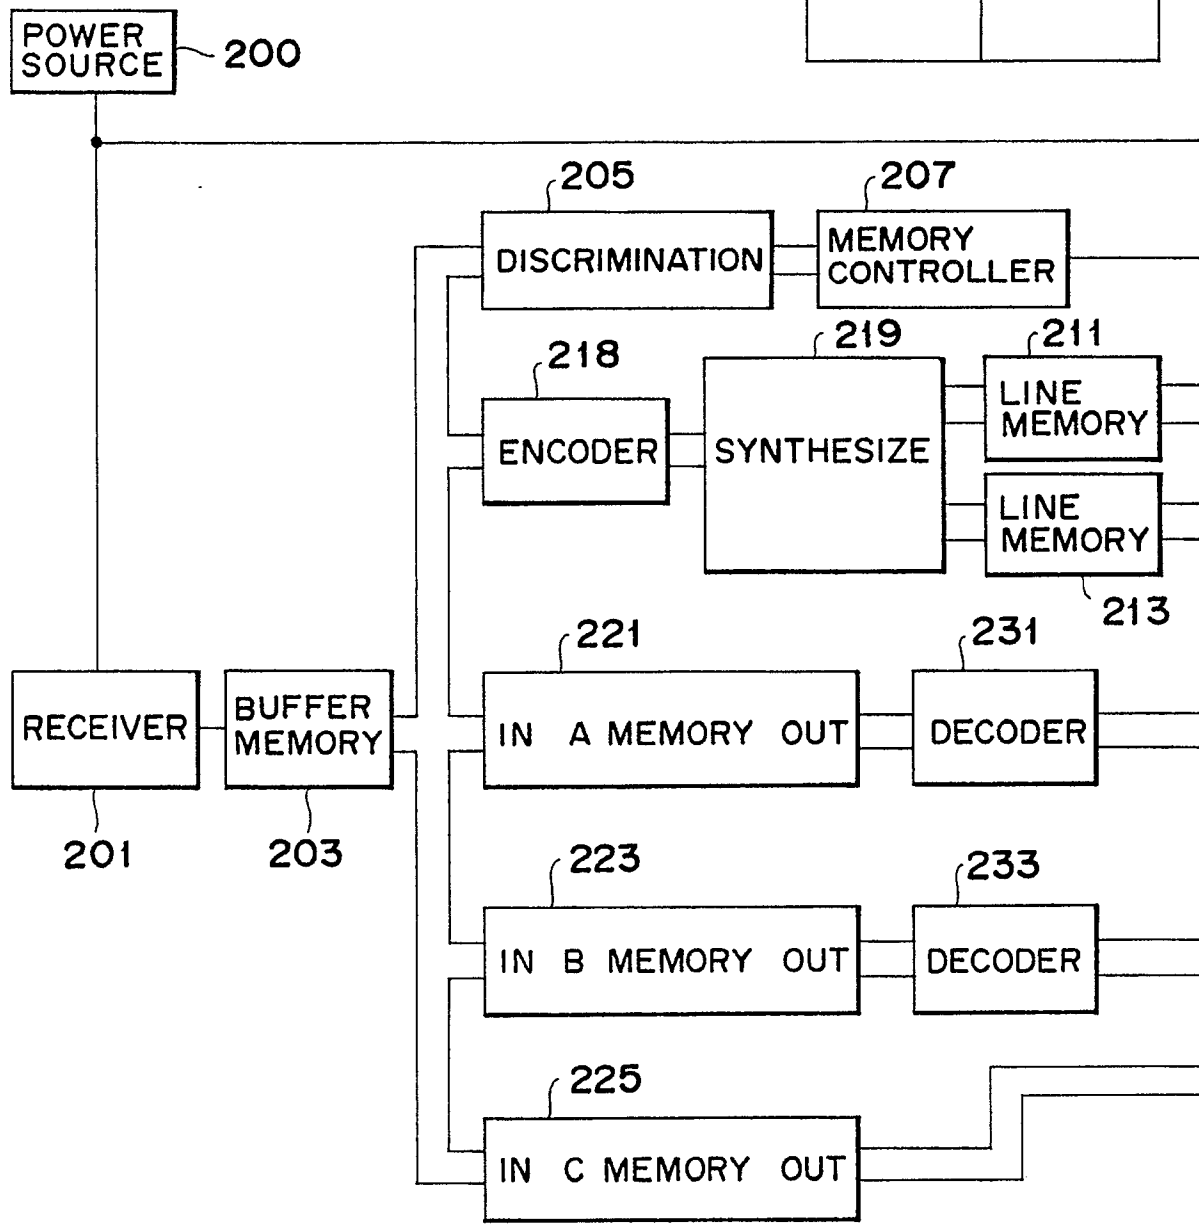 POWER
SOURCE
200
205
207
DISCRIMINATION
MEMORY
CONTROLLER
218
219
211
ENCODER
SYNTHESIZE
LINE
MEMORY
LINE
MEMORY
213
221
231
RECEIVER
BUFFER
MEMORY
IN A MEMORY OUT
DECODER
201
203
223
233
IN B MEMORY OUT
DECODER
225
IN C MEMORY OUT